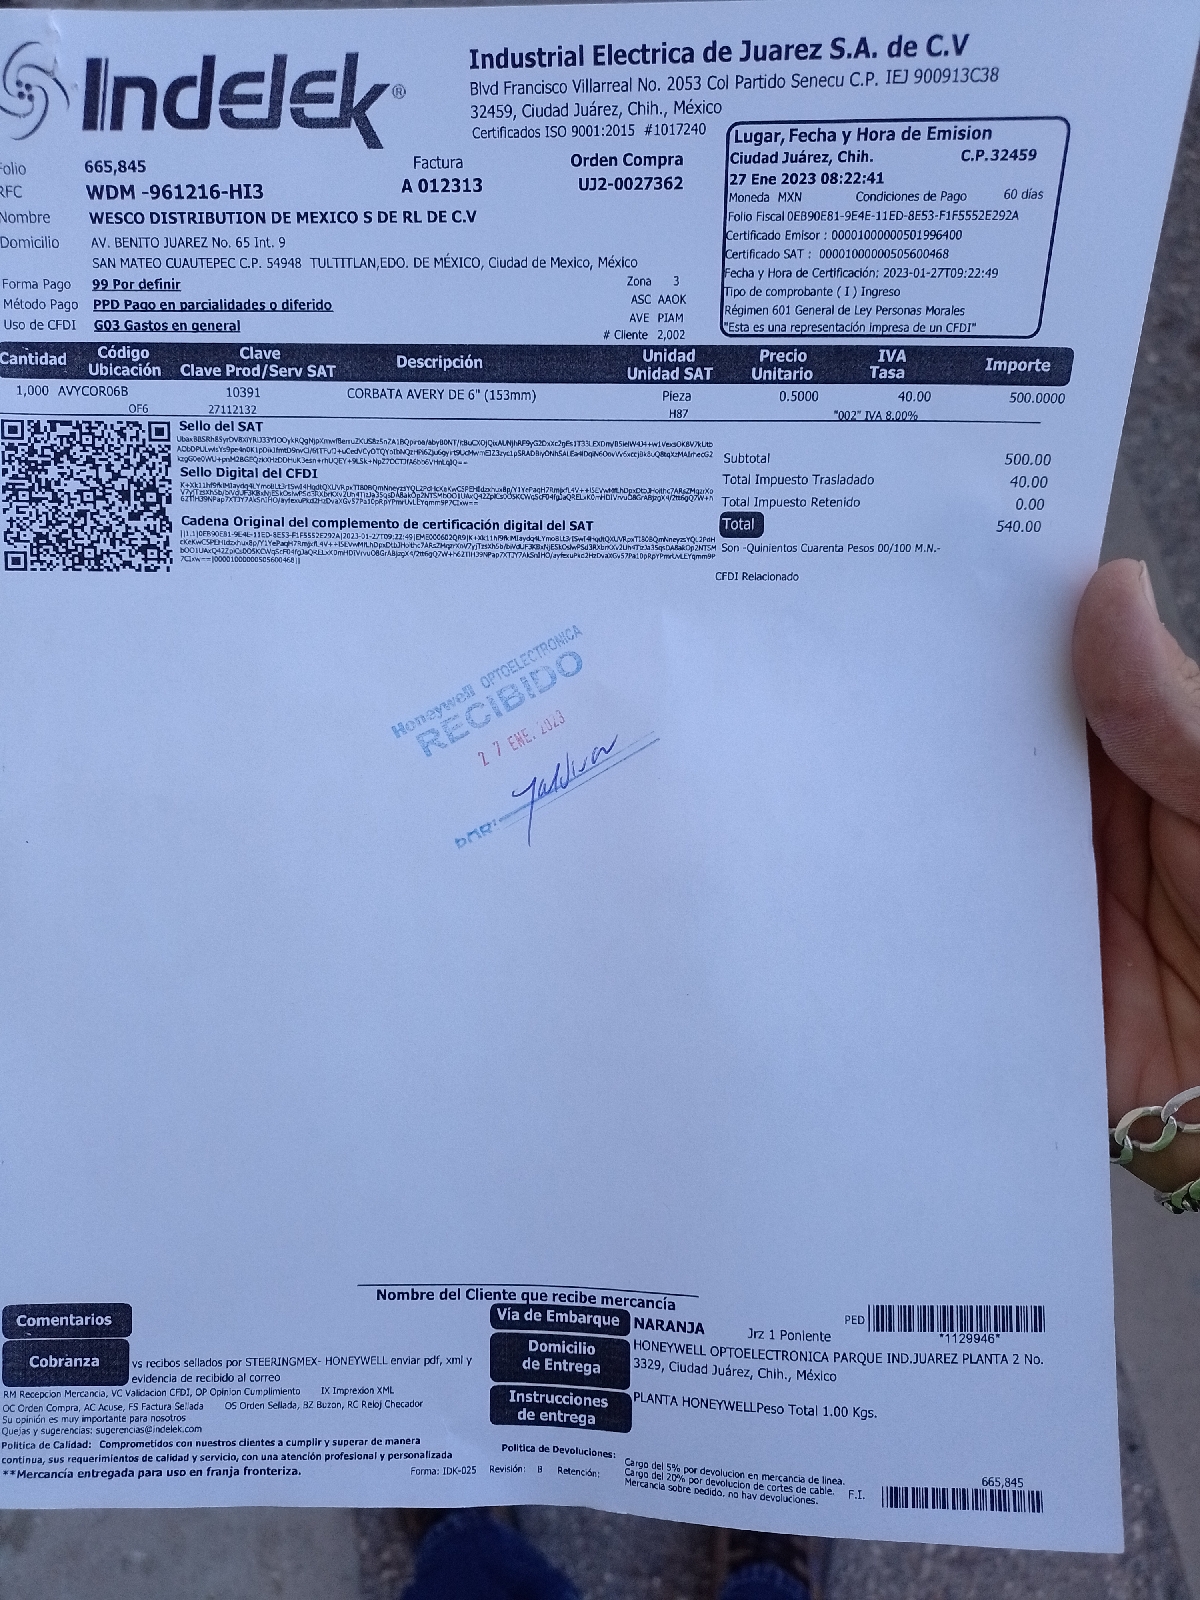 Indelek®
Industrial Electrica de Juarez S.A. de C.V
Blvd Francisco Villarreal No. 2053 Col Partido Senecu C.P. IEJ 900913C38
32459, Ciudad Juárez, Chih., México
Certificados ISO 9001:2015 #1017240
Lugar, Fecha y Hora de Emision
Ciudad Juárez, Chih. C.P.32459
27 Ene 2023 08:22:41
Moneda MXN Condiciones de Pago 60 días
Folio Fiscal 0EB90E81-9E4E-11ED-8E53-F1F5552E292A
Certificado Emisor : 00001000000501996400
Certificado SAT : 00001000000505600468
Fecha y Hora de Certificación: 2023-01-27T09:22:49
Tipo de comprobante ( I ) Ingreso
Régimen 601 General de Ley Personas Morales
"Esta es una representación impresa de un CFDI"
olio 665,845 Factura Orden Compra
RFC WDM -961216-HI3 A 012313 UJ2-0027362
Nombre WESCO DISTRIBUTION DE MEXICO S DE RL DE C.V
Domicilio AV. BENITO JUAREZ No. 65 Int. 9
SAN MATEO CUAUTEPEC C.P. 54948 TULTITLAN,EDO. DE MÉXICO, Ciudad de Mexico, México
Forma Pago 99 Por definir Zona 3
Método Pago PPD Pago en parcialidades o diferido ASC AAOK
Uso de CFDI G03 Gastos en general AVE PIAM
# Cliente 2,002
Cantidad Código Ubicación Clave Clave Prod/Serv SAT Descripción Unidad Unidad SAT Precio Unitario IVA Tasa Importe
1,000 AVYCOR06B 10391 CORBATA AVERY DE 6" (153mm) Pieza 0.5000 40.00 500.0000
OF6 27112132 H87 "002" IVA 8.00%
Sello del SAT
Sello Digital del CFDI
Cadena Original del complemento de certificación digital del SAT
Subtotal 500.00
Total Impuesto Trasladado 40.00
Total Impuesto Retenido 0.00
Total 540.00
Son -Quinientos Cuarenta Pesos 00/100 M.N.-
CFDI Relacionado
Honeywell OPTOELECTRONICA
RECIBIDO
27 ENE. 2023
POR:
Nombre del Cliente que recibe mercancía
Comentarios
Cobranza vs recibos sellados por STEERINGMEX- HONEYWELL enviar pdf, xml y
evidencia de recibido al correo
RM Recepcion Mercancia, VC Validacion CFDI, OP Opinion Cumplimiento IX Imprexion XML
OC Orden Compra, AC Acuse, FS Factura Sellada OS Orden Sellada, BZ Buzon, RC Reloj Checador
Su opinión es muy importante para nosotros
Quejas y sugerencias: sugerencias@indelek.com
Politica de Calidad: Comprometidos con nuestros clientes a cumplir y superar de manera
continua, sus requerimientos de calidad y servicio, con una atención profesional y personalizada
**Mercancía entregada para uso en franja fronteriza.
Forma: IDK-025 Revisión: B Retención:
Vía de Embarque NARANJA Jrz 1 Poniente PED
*1129946*
Domicilio de Entrega HONEYWELL OPTOELECTRONICA PARQUE IND.JUAREZ PLANTA 2 No.
3329, Ciudad Juárez, Chih., México
Instrucciones de entrega PLANTA HONEYWELLPeso Total 1.00 Kgs.
Politica de Devoluciones:
Cargo del 5% por devolucion en mercancia de linea.
Cargo del 20% por devolucion de cortes de cable.
Mercancia sobre pedido, no hay devoluciones.
F.I. 665,845